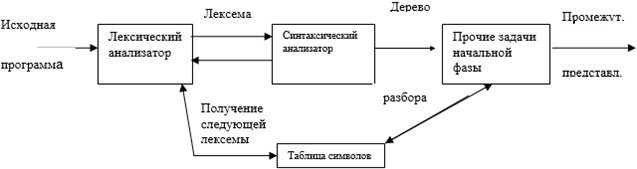 Исходная
программа
Лексический
анализатор
Лексема
Получение
следующей
лексемы
Синтаксический
анализатор
Таблица символов
Дерево
разбора
Прочие задачи
начальной
фазы
Промежут.
представл.